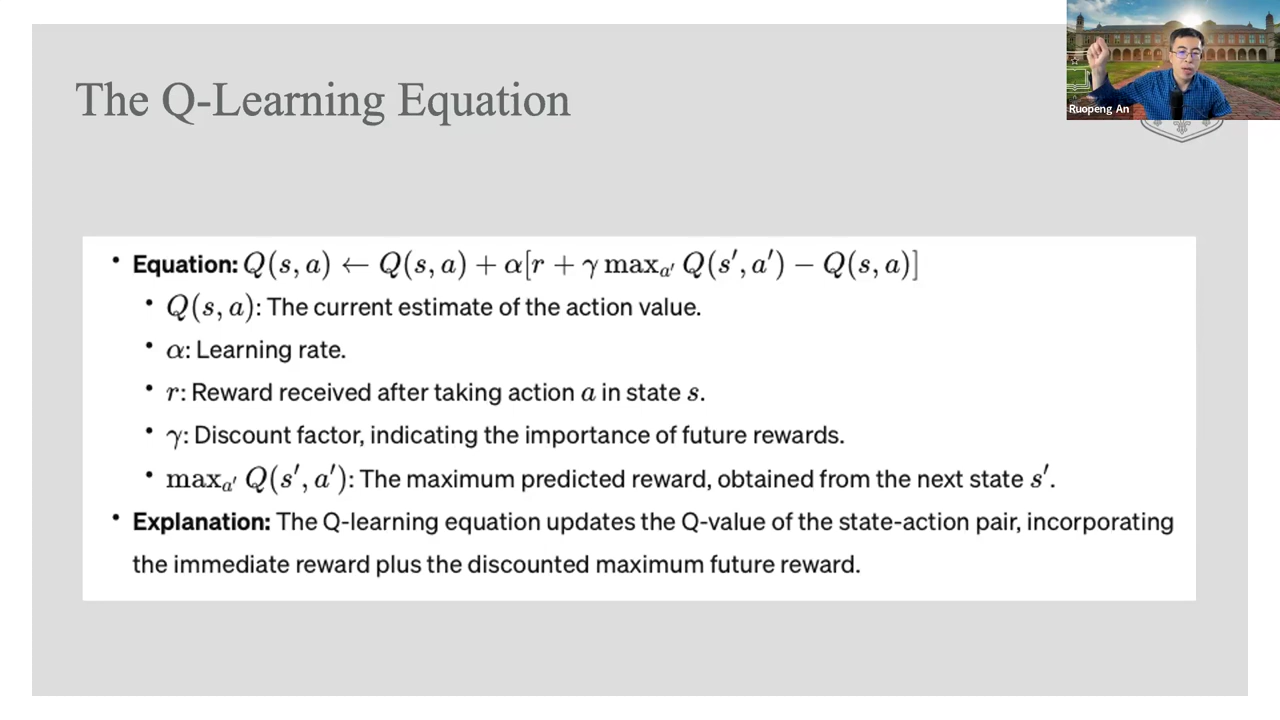 The Q-Learning Equation
Ruopeng An
• Equation: Q(s, a) ← Q(s, a) + α[r + γ maxₐ′ Q(s′, a′) − Q(s, a)]
• Q(s, a): The current estimate of the action value.
• α: Learning rate.
• r: Reward received after taking action a in state s.
• γ: Discount factor, indicating the importance of future rewards.
• maxₐ′ Q(s′, a′): The maximum predicted reward, obtained from the next state s′.
• Explanation: The Q-learning equation updates the Q-value of the state-action pair, incorporating
the immediate reward plus the discounted maximum future reward.